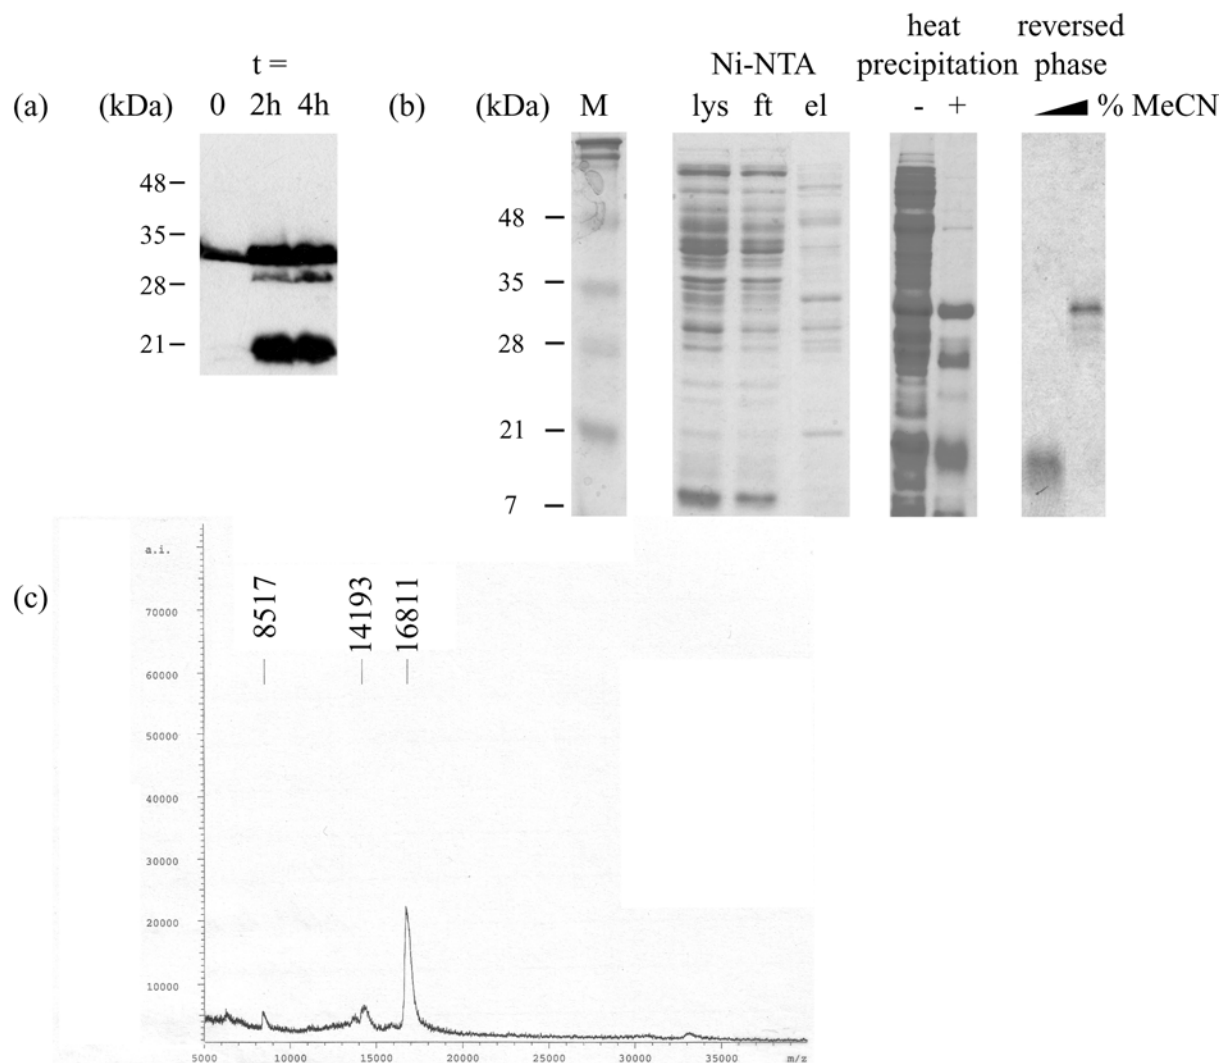 heat reversed
t = Ni-NTA precipitation phase
(a) (kDa) 0 2h 4h (b) (kDa) M lys ft el - + % MeCN
48
35
28
21
48
35
28
21
7
(c)
a.i.
8517 14193 16811
70000
60000
50000
40000
30000
20000
10000
5000 10000 15000 20000 25000 30000 35000 m/z